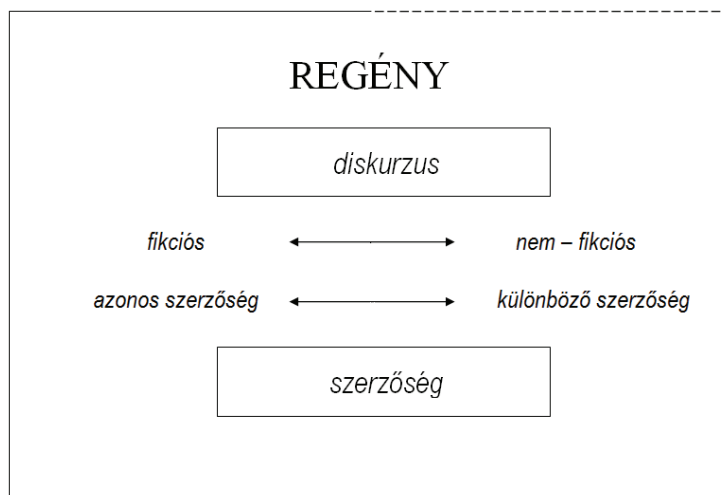 REGÉNY
diskurzus
fikciós nem – fikciós
azonos szerzőség különböző szerzőség
szerzőség